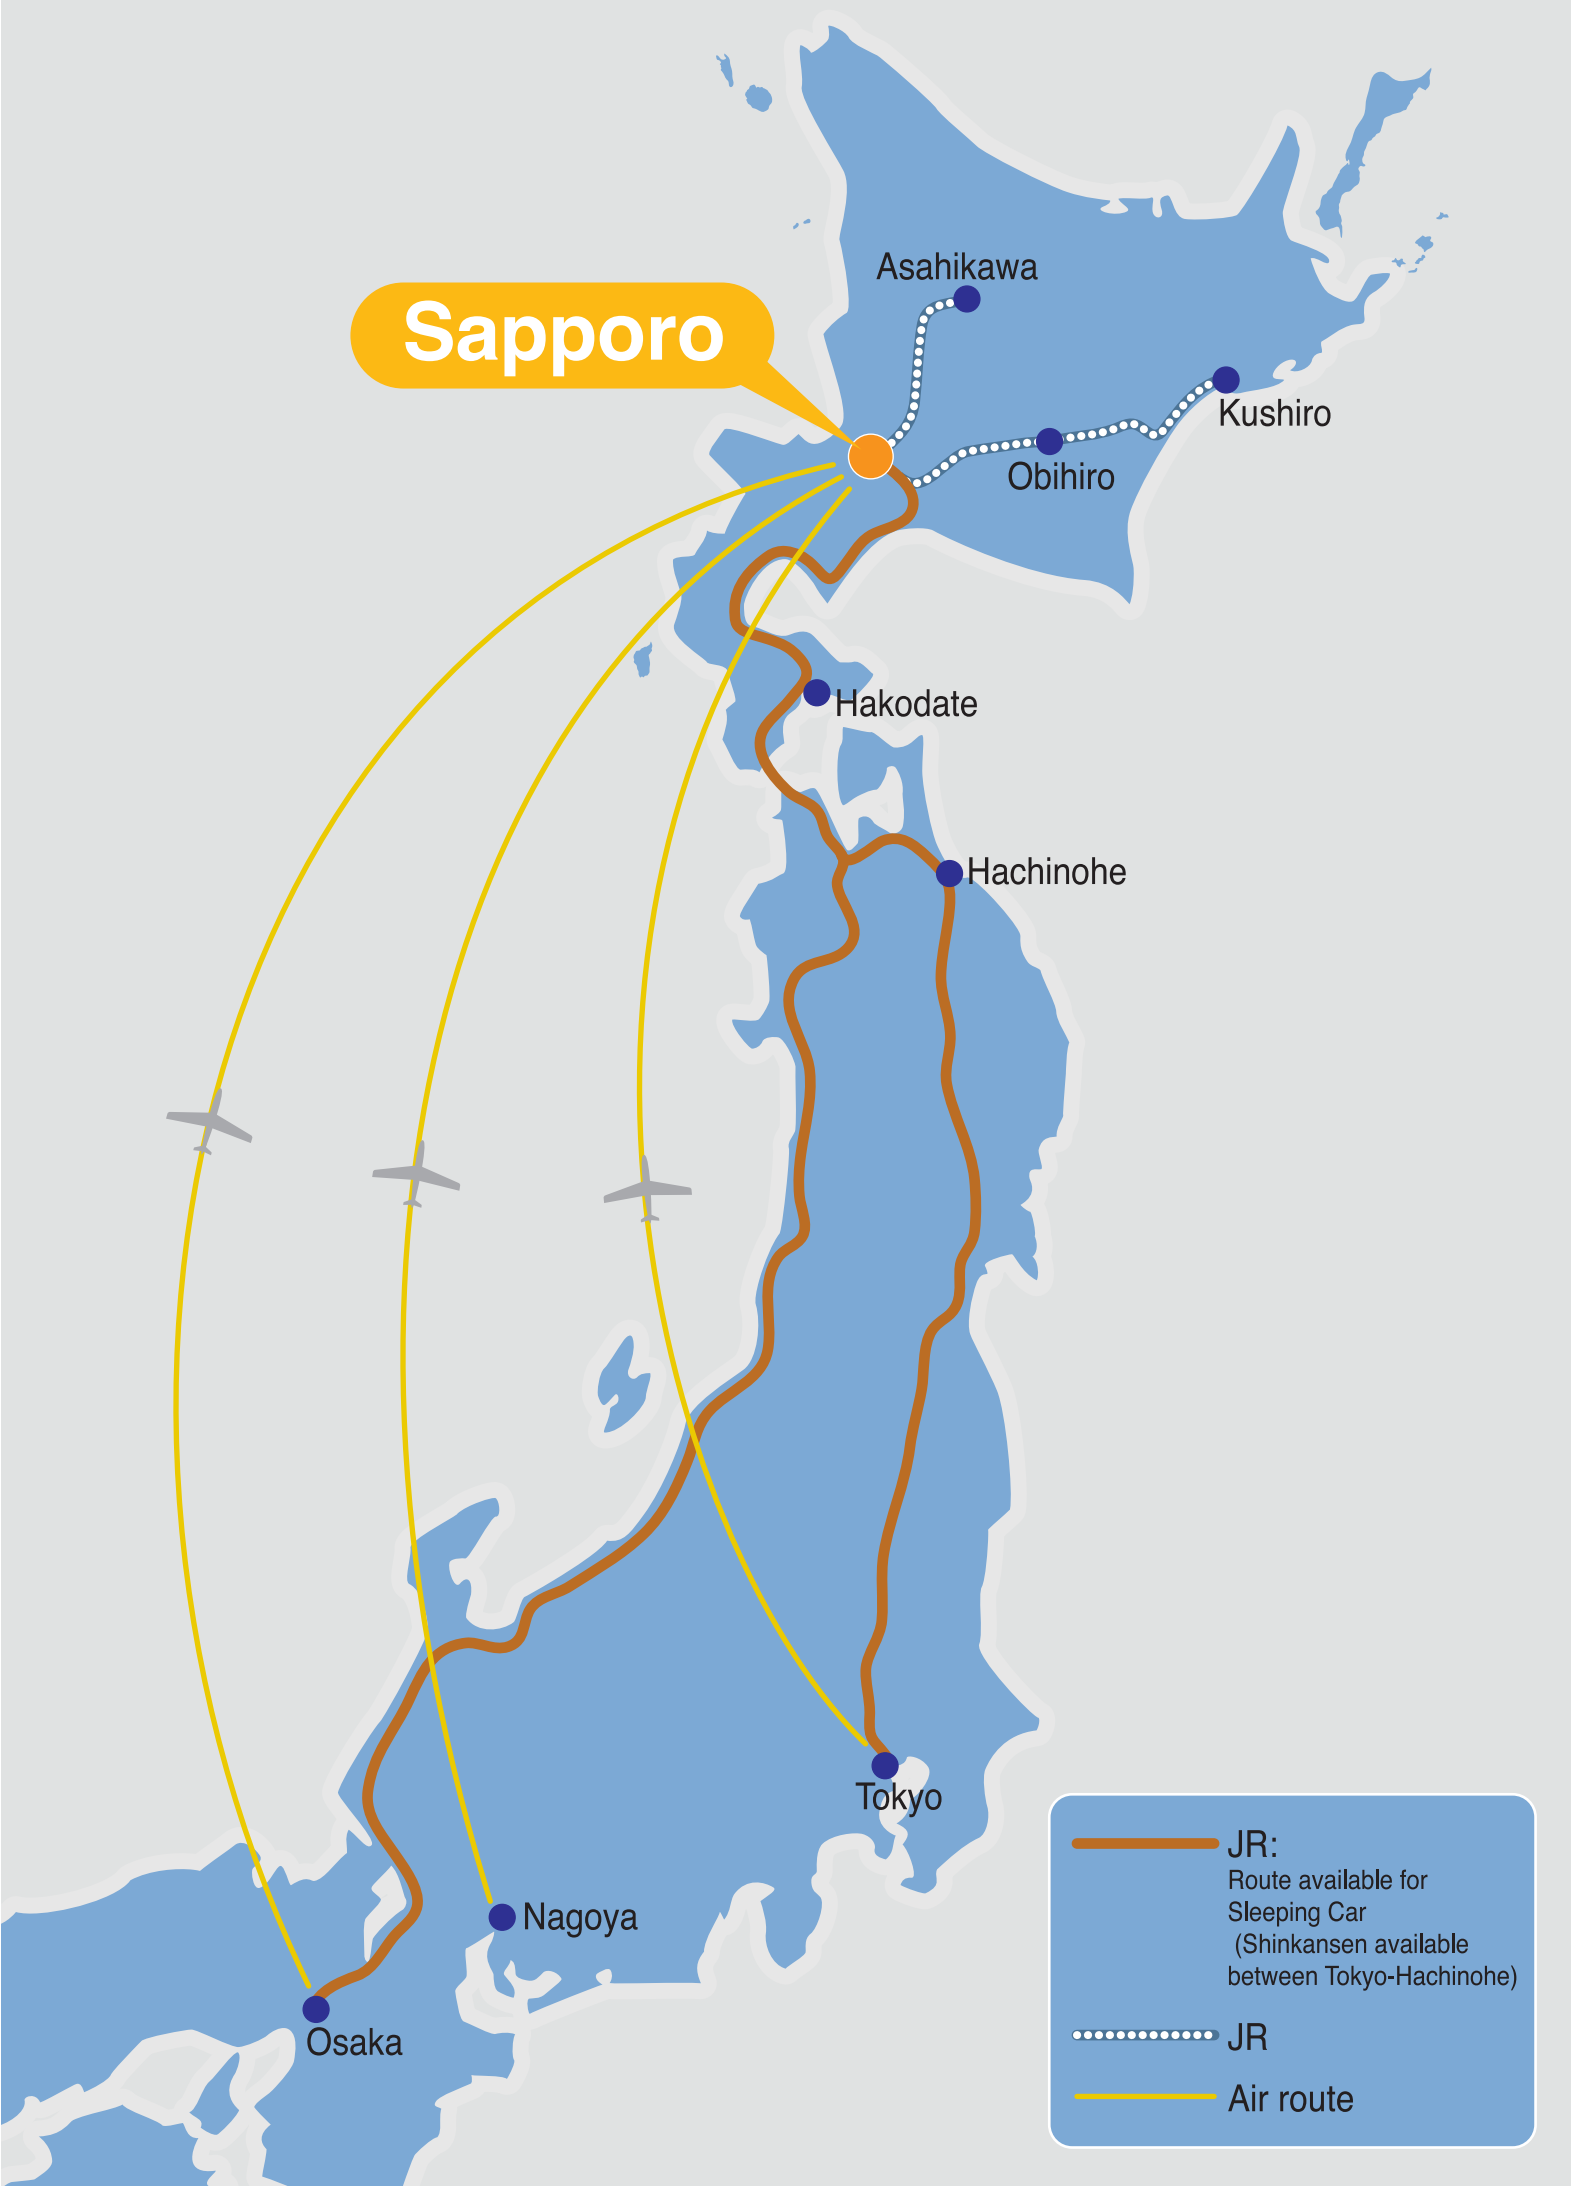 Asahikawa
Sapporo
Kushiro
Obihiro
Hakodate
Hachinohe
Tokyo
Nagoya
Osaka
JR:
Route available for
Sleeping Car
(Shinkansen available
between Tokyo-Hachinohe)
JR
Air route